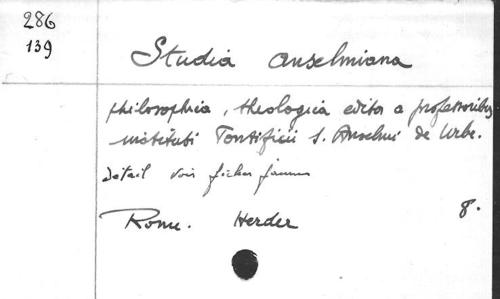 286
139
Studia Anselmiana
philosophica, theologica edita a professoribus
instituti Pontificii S. Anselmi de Urbe.
Détail voir fiches jaunes
Rome. Herder 8.